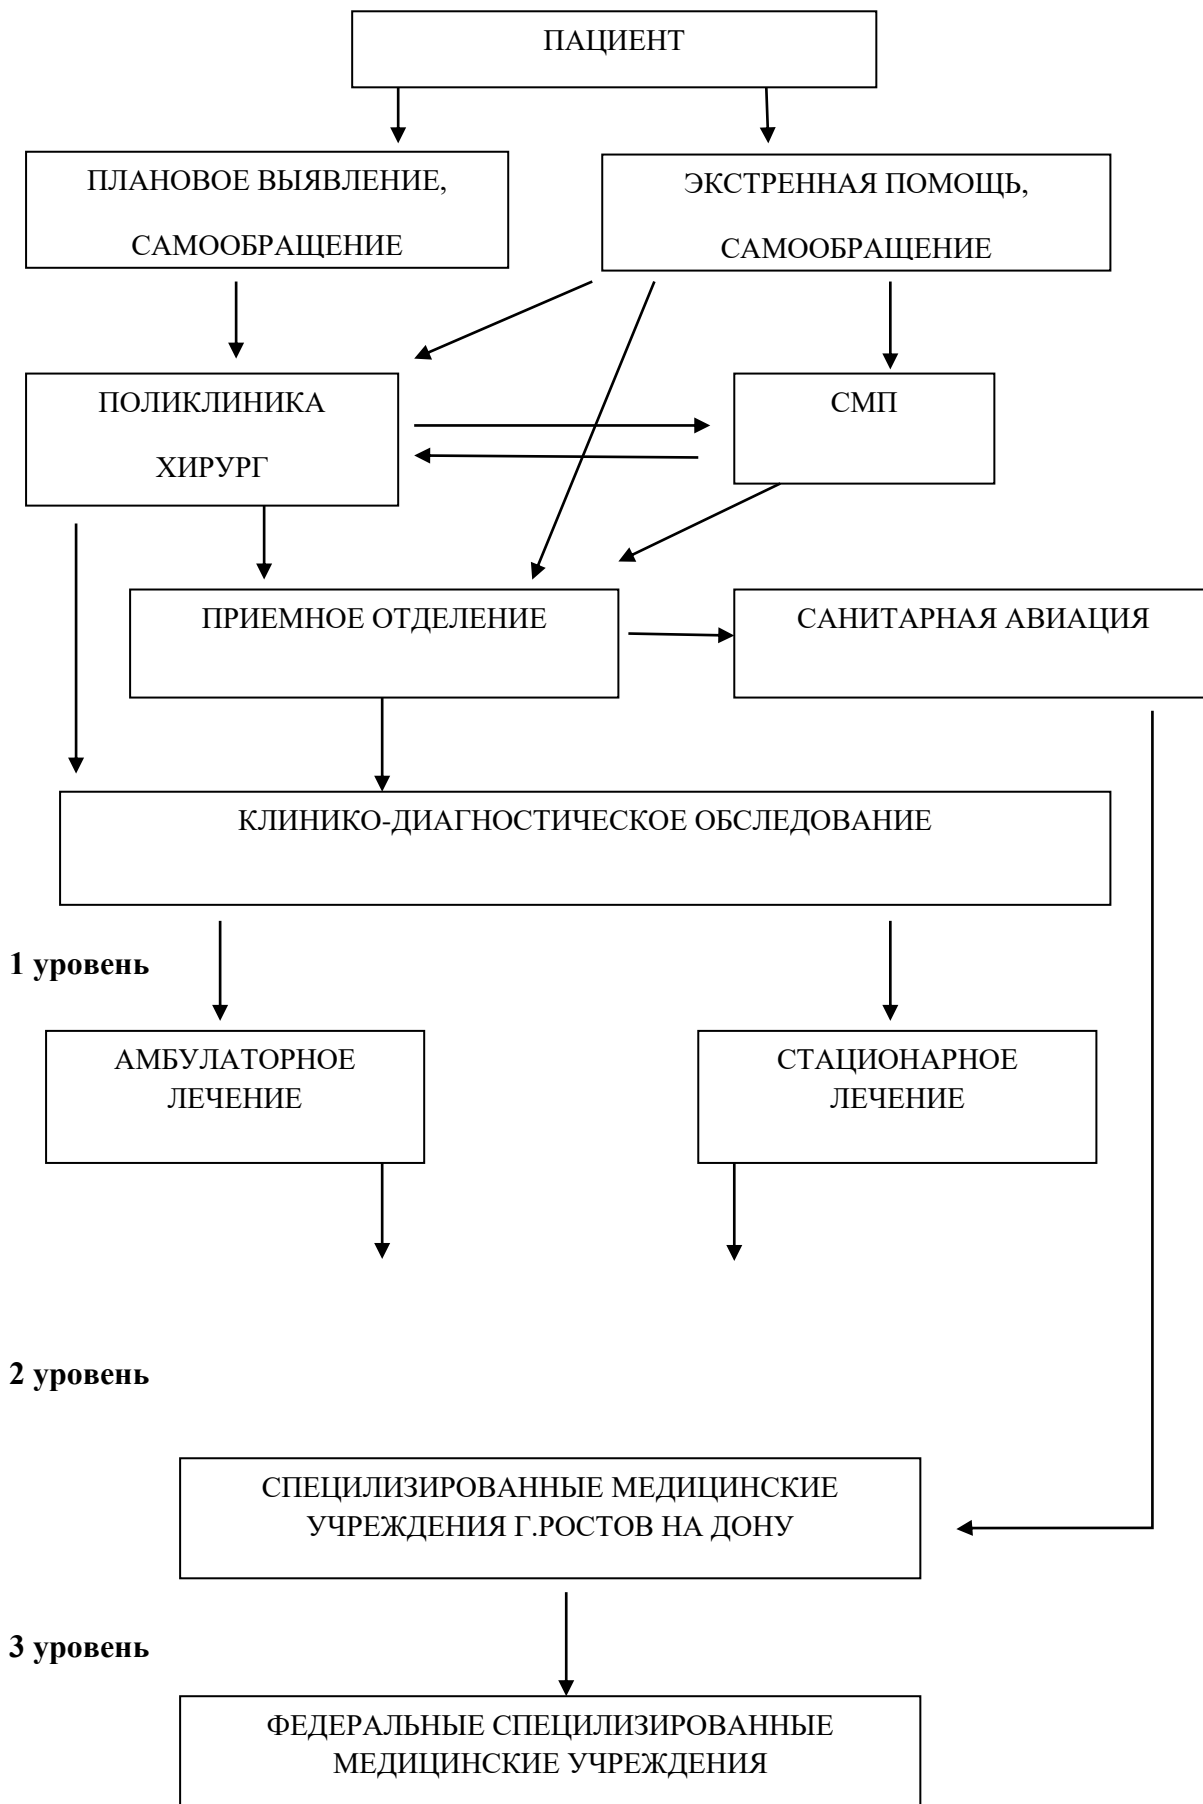 ПАЦИЕНТ
ПЛАНОВОЕ ВЫЯВЛЕНИЕ,
САМООБРАЩЕНИЕ
ЭКСТРЕННАЯ ПОМОЩЬ,
САМООБРАЩЕНИЕ
ПОЛИКЛИНИКА
ХИРУРГ
СМП
ПРИЕМНОЕ ОТДЕЛЕНИЕ
САНИТАРНАЯ АВИАЦИЯ
КЛИНИКО-ДИАГНОСТИЧЕСКОЕ ОБСЛЕДОВАНИЕ
1 уровень
АМБУЛАТОРНОЕ
ЛЕЧЕНИЕ
СТАЦИОНАРНОЕ
ЛЕЧЕНИЕ
2 уровень
СПЕЦИЛИЗИРОВАННЫЕ МЕДИЦИНСКИЕ
УЧРЕЖДЕНИЯ Г.РОСТОВ НА ДОНУ
3 уровень
ФЕДЕРАЛЬНЫЕ СПЕЦИЛИЗИРОВАННЫЕ
МЕДИЦИНСКИЕ УЧРЕЖДЕНИЯ